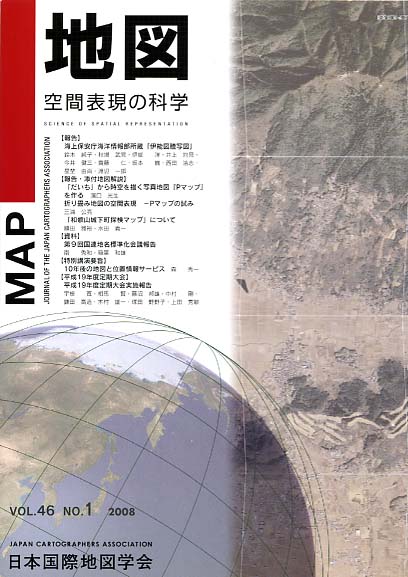 地図
空間表現の科学
SCIENCE OF SPATIAL REPRESENTATION
MAP
JOURNAL OF THE JAPAN CARTOGRAPHERS ASSOCIATION
【報告】
海上保安庁海洋情報部所蔵「伊能図謄写図」
【報告・添付地図解説】
「だいち」から時空を描く写真地図「Pマップ」
を作る
折り畳み地図の空間表現 －Pマップの試み
「和歌山城下町探検マップ」について
【資料】
第9回国連地名標準化会議報告
【特別講演要旨】
10年後の地図と位置情報サービス 森 秀一
【平成19年度定期大会】
平成19年度定期大会実施報告
VOL.46 NO.1 2008
JAPAN CARTOGRAPHERS ASSOCIATION
日本国際地図学会